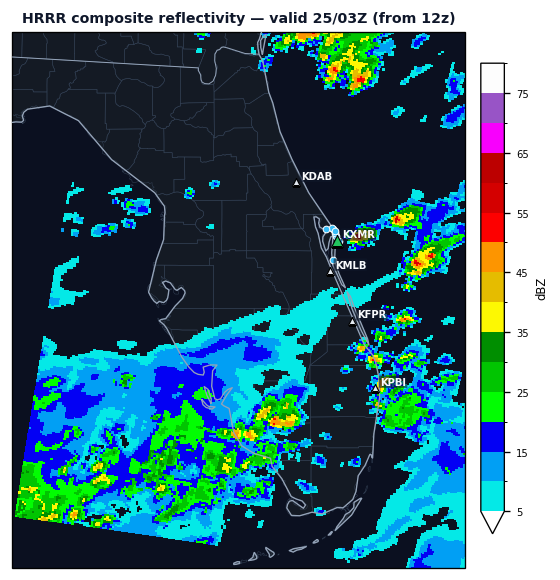 HRRR composite reflectivity — valid 25/03Z (from 12z)
KDAB
KXMR
KMLB
KFPR
KPBI
75
65
55
45
35
25
15
5
dBZ